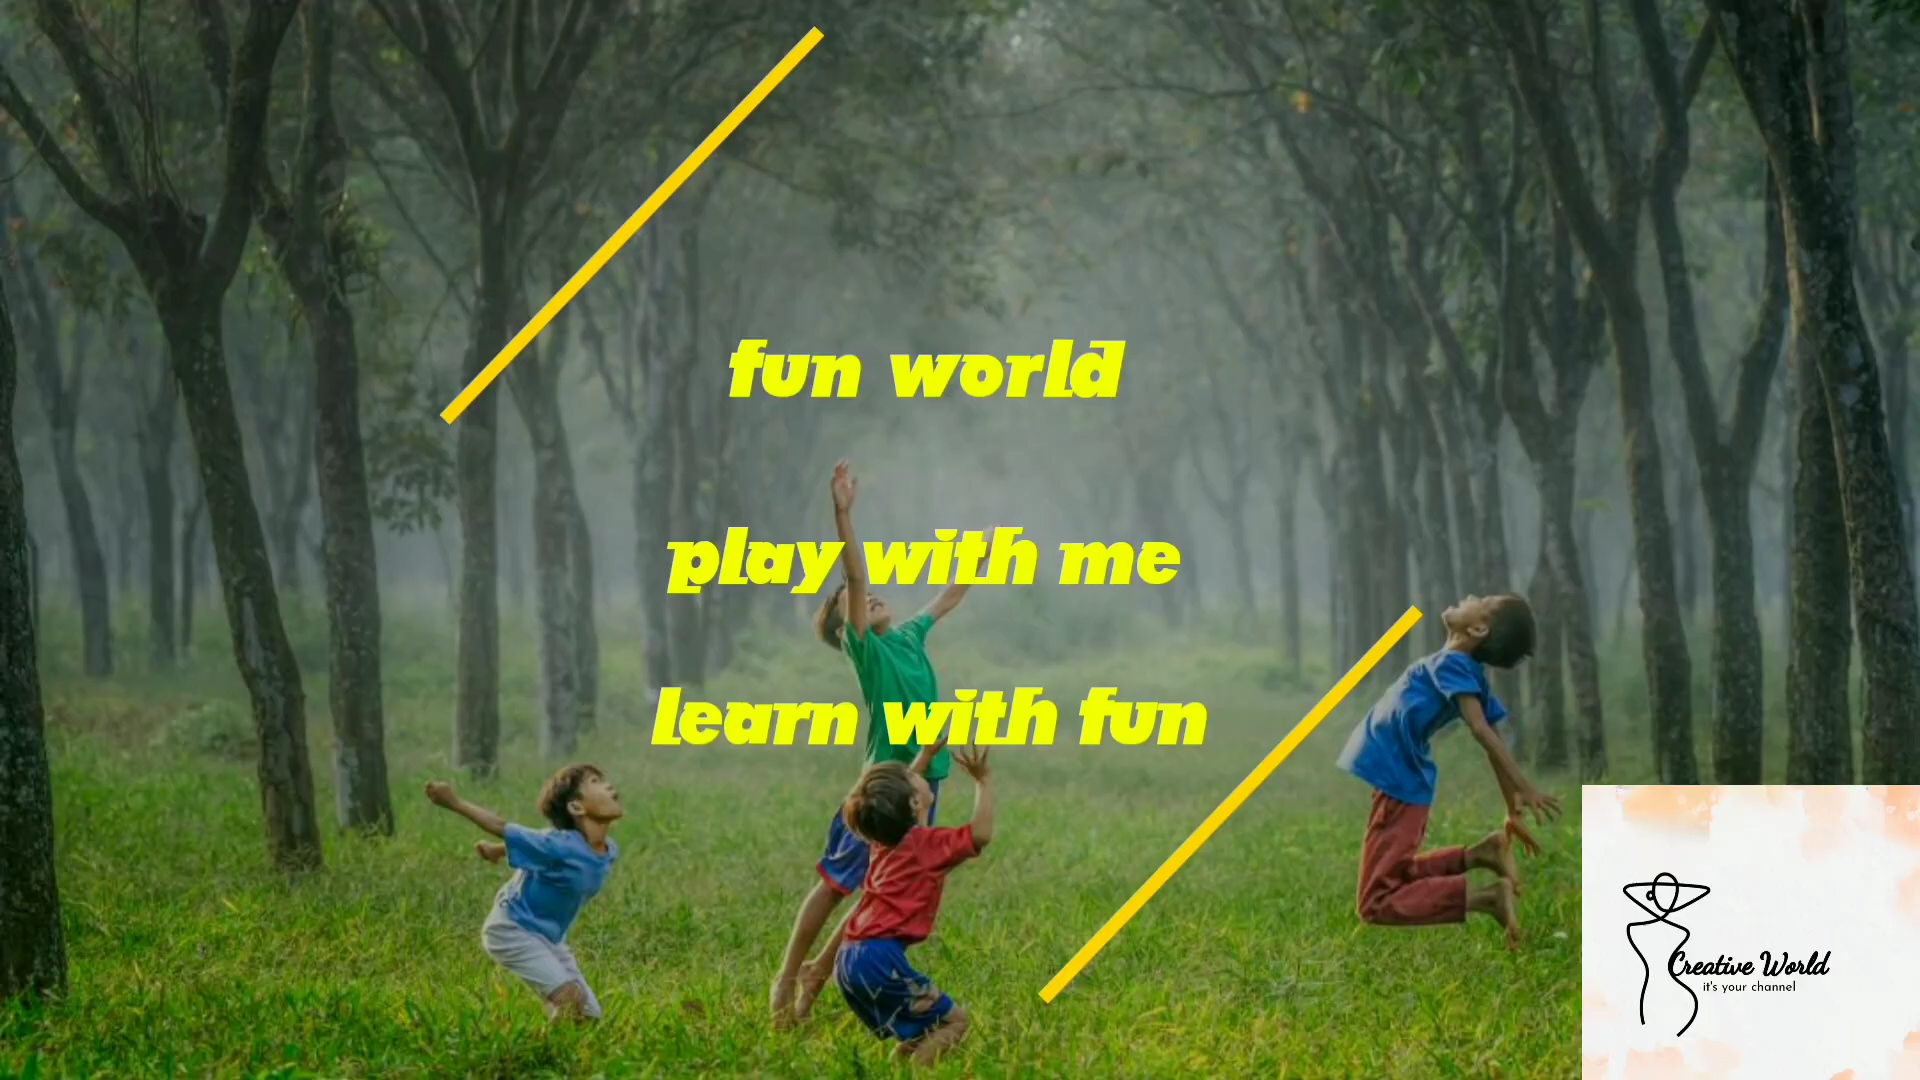 fun world
play with me
learn with fun
Creative World
it's your channel